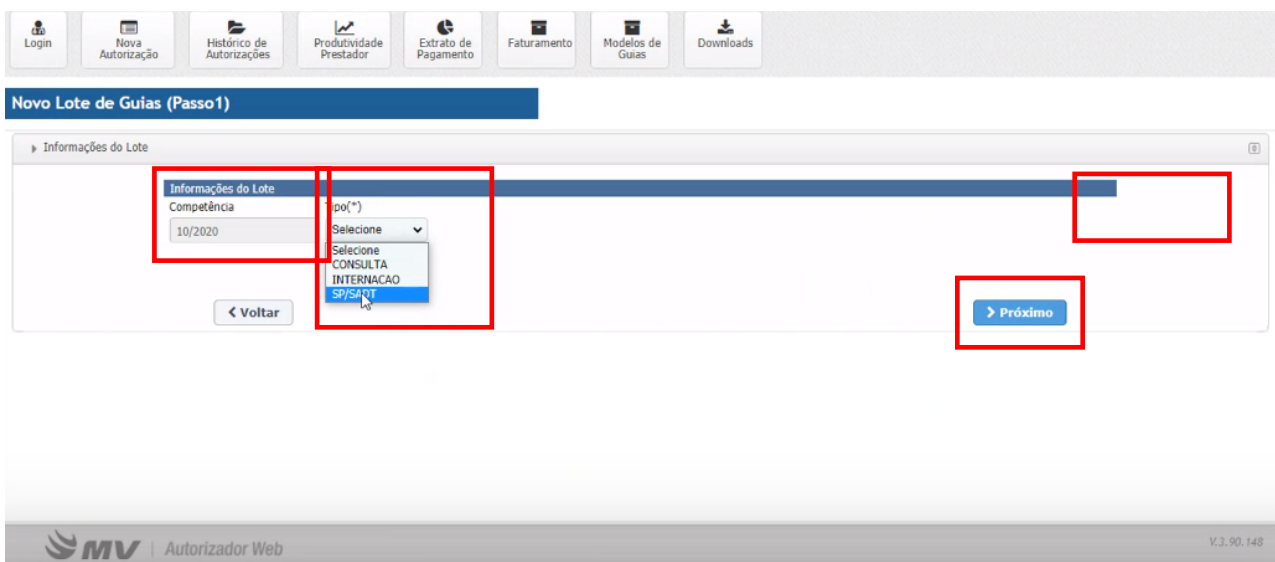 Login
Nova
Autorização
Histórico de
Autorizações
Produtividade
Prestador
Extrato de
Pagamento
Faturamento
Modelos de
Guias
Downloads
Novo Lote de Guias (Passo1)
Informações do Lote
Informações do Lote
Competência Tipo(*)
10/2020 Selecione
Selecione
CONSULTA
INTERNACAO
SP/SADT
Voltar Próximo
MV | Autorizador Web V.3.90.148